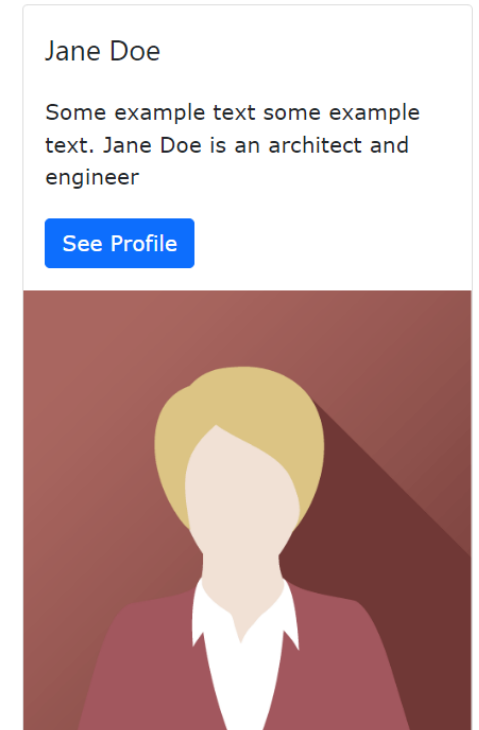 Jane Doe
Some example text some example
text. Jane Doe is an architect and
engineer
See Profile